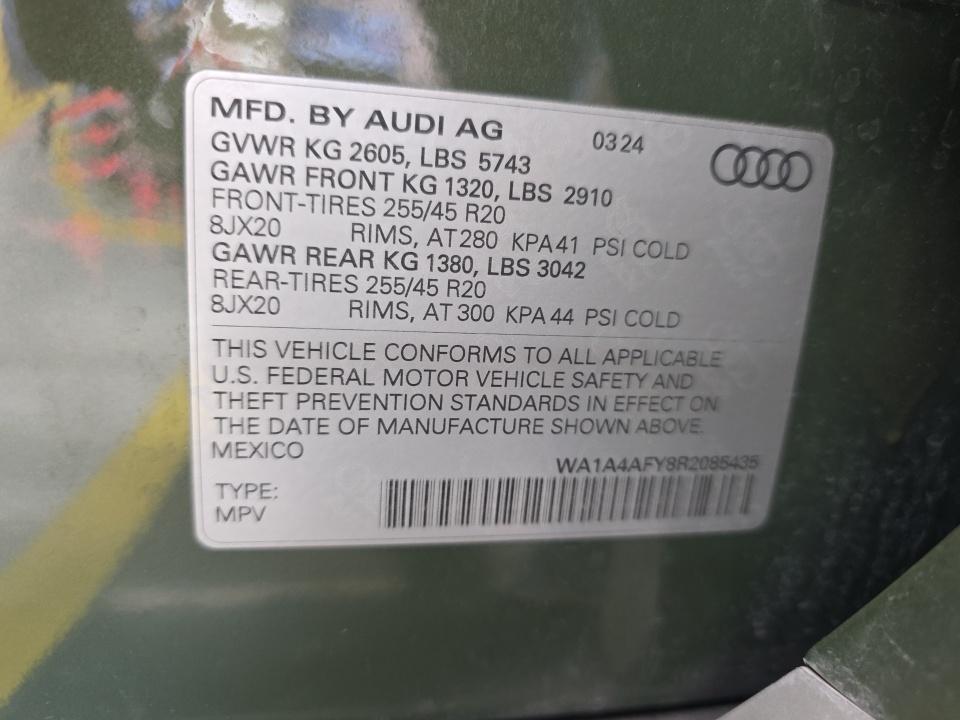 MFD. BY AUDI AG 03 24
GVWR KG 2605, LBS 5743
GAWR FRONT KG 1320, LBS 2910
FRONT-TIRES 255/45 R20
8JX20 RIMS, AT 280 KPA 41 PSI COLD
GAWR REAR KG 1380, LBS 3042
REAR-TIRES 255/45 R20
8JX20 RIMS, AT 300 KPA 44 PSI COLD
THIS VEHICLE CONFORMS TO ALL APPLICABLE
U.S. FEDERAL MOTOR VEHICLE SAFETY AND
THEFT PREVENTION STANDARDS IN EFFECT ON
THE DATE OF MANUFACTURE SHOWN ABOVE.
MEXICO
WA1A4AFY8R2085435
TYPE:
MPV